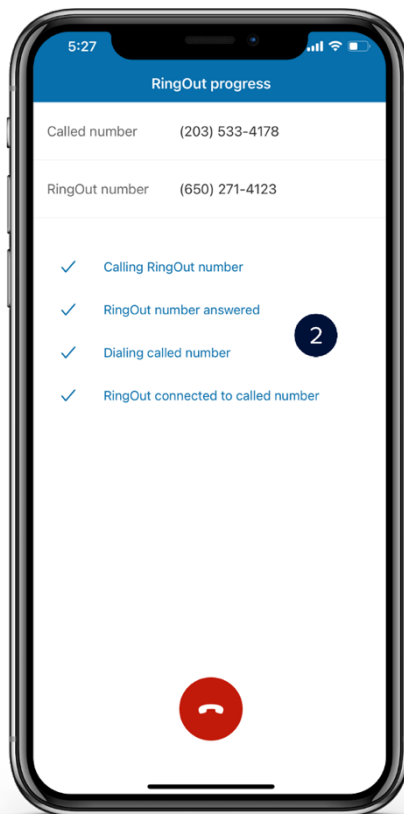 5:27
RingOut progress
Called number (203) 533-4178
RingOut number (650) 271-4123
Calling RingOut number
RingOut number answered
2
Dialing called number
RingOut connected to called number